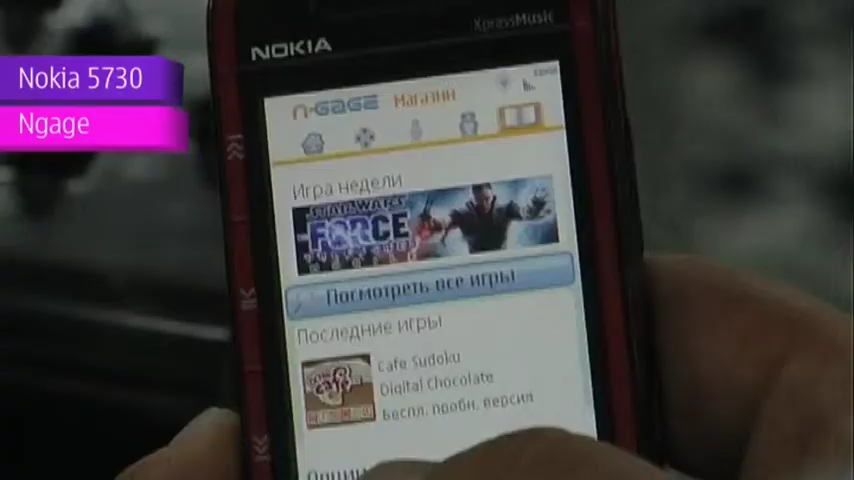 XpressMusic
NOKIA
Nokia 5730
Ngage
n-gage Магазин
Игра недели
STAR WARS
THE FORCE
Посмотреть все игры
Последние игры
Cafe Sudoku
Digital Chocolate
Беспл. пробн. версия